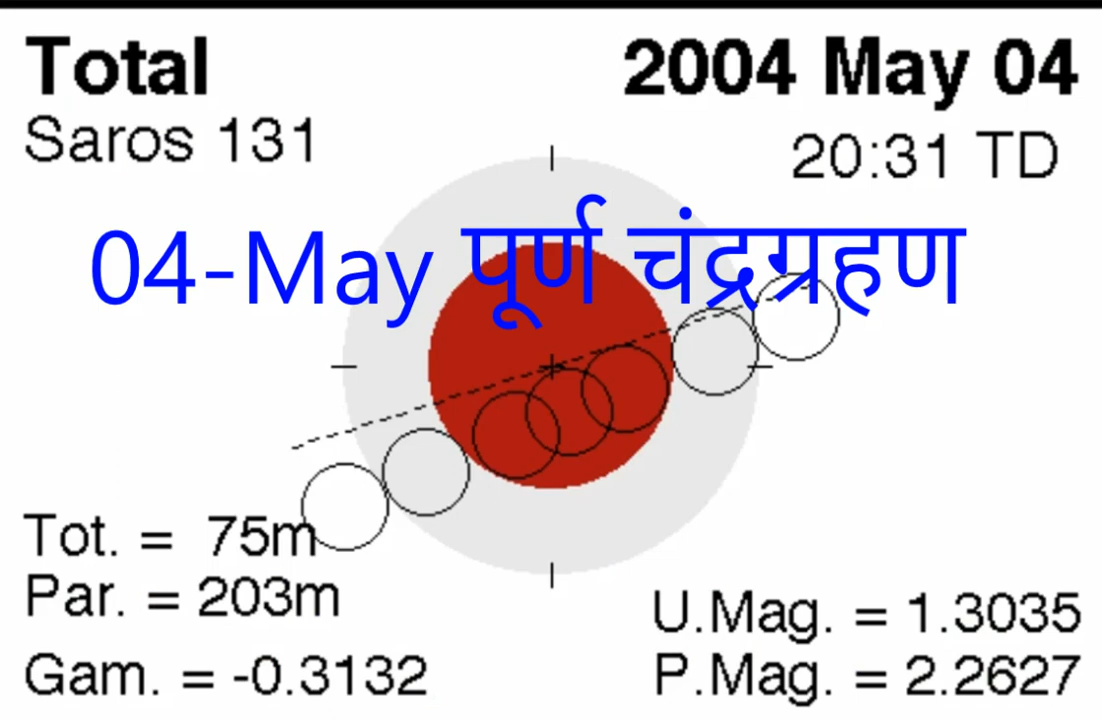 Total
2004 May 04
Saros 131
20:31 TD
04-May पूर्ण चंद्रग्रहण
Tot. = 75m
Par. = 203m
Gam. = -0.3132
U.Mag. = 1.3035
P.Mag. = 2.2627